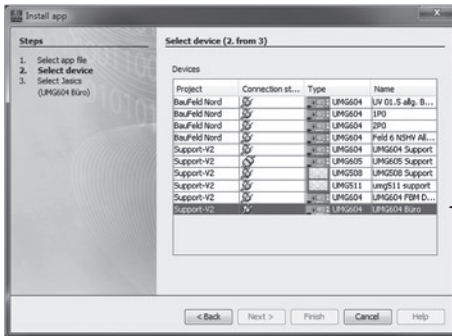 Install app
Steps
1. Select app file
2. Select device
3. Select Jasics
(UMG604 Büro)
Select device (2. from 3)
Devices
Project Connection st... Type Name
BauFeld Nord UMG604 UV 01.5 allg. B...
BauFeld Nord UMG604 1P0
BauFeld Nord UMG604 2P0
BauFeld Nord UMG604 Feld 6 NSHV All...
Support-V2 UMG604 UMG604 Support
Support-V2 UMG605 UMG605 Support
Support-V2 UMG508 UMG508 Support
Support-V2 UMG511 umg511 support
Support-V2 UMG604 UMG604 FBM D...
Support-V2 UMG604 UMG604 Büro
< Back Next > Finish Cancel Help